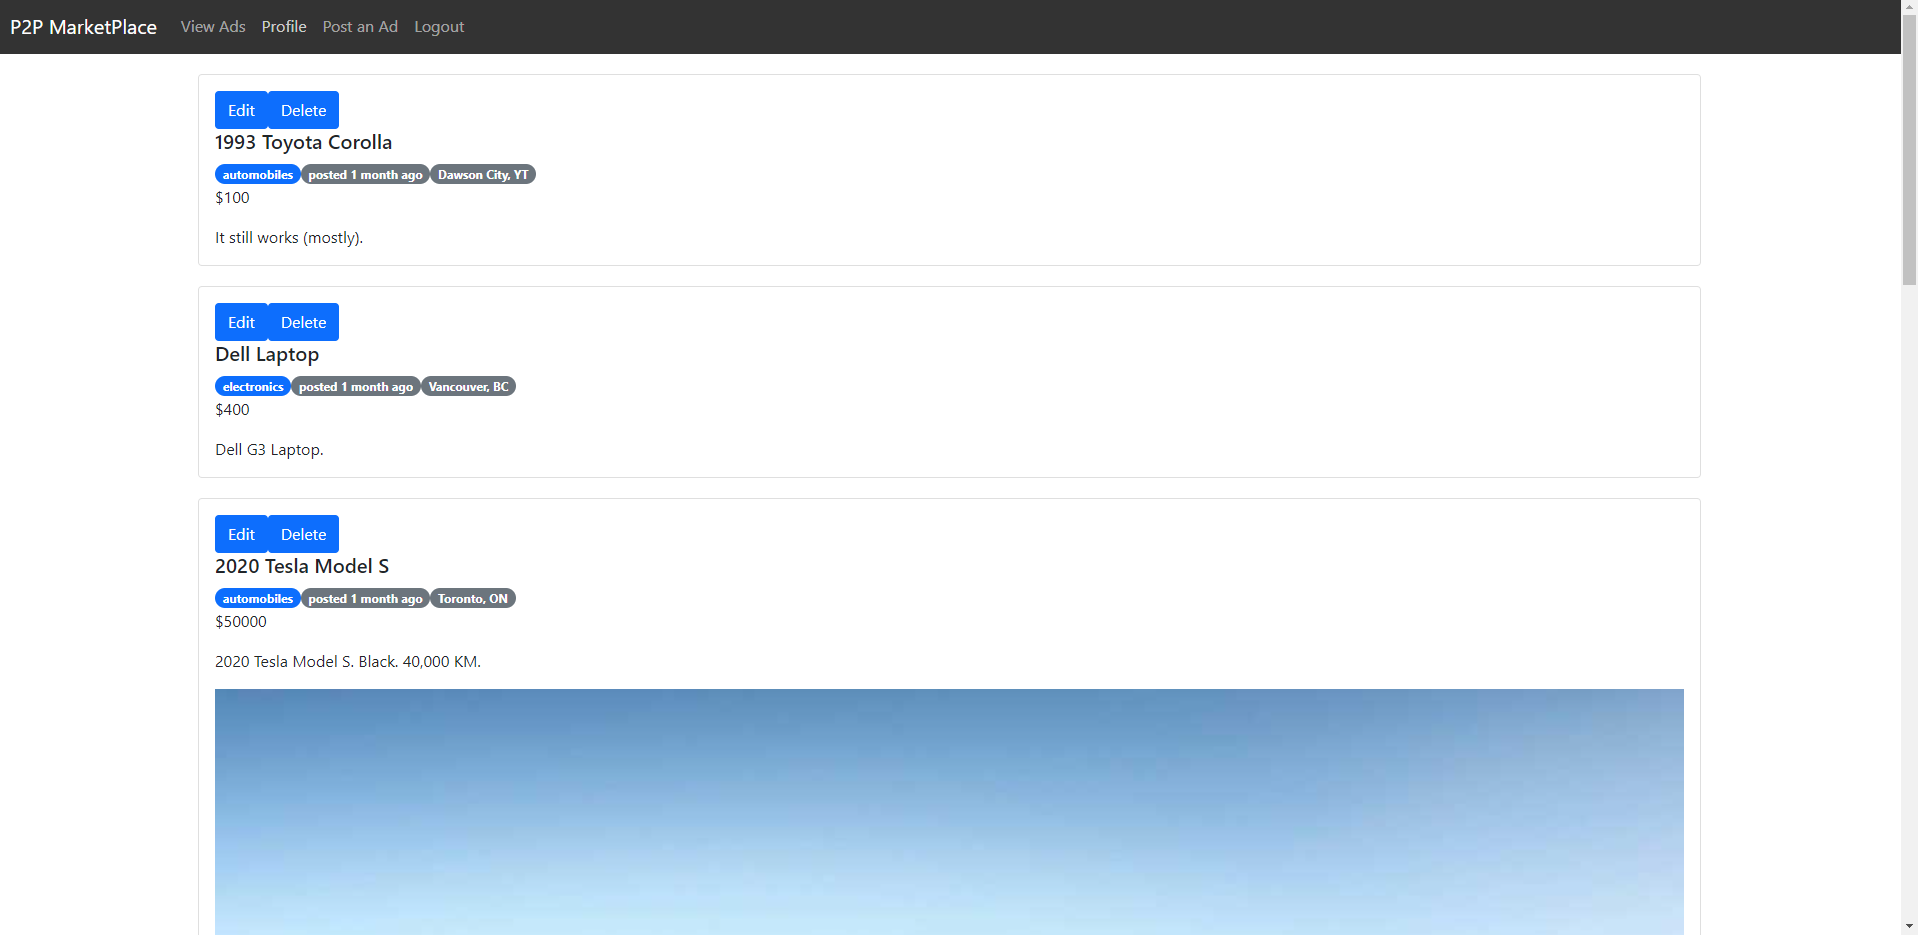 P2P MarketPlace View Ads Profile Post an Ad Logout
Edit Delete
1993 Toyota Corolla
automobiles posted 1 month ago Dawson City, YT
$100
It still works (mostly).
Edit Delete
Dell Laptop
electronics posted 1 month ago Vancouver, BC
$400
Dell G3 Laptop.
Edit Delete
2020 Tesla Model S
automobiles posted 1 month ago Toronto, ON
$50000
2020 Tesla Model S. Black. 40,000 KM.